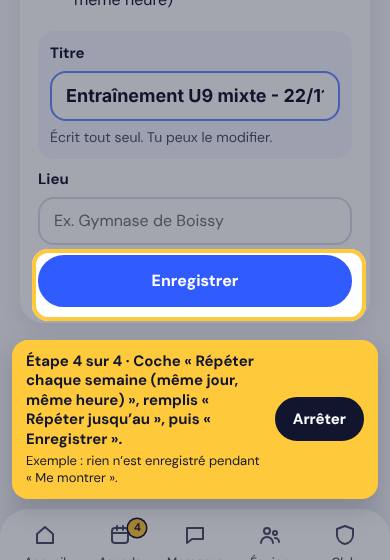 même heure)
Titre
Entraînement U9 mixte - 22/1
Écrit tout seul. Tu peux le modifier.
Lieu
Ex. Gymnase de Boissy
Enregistrer
Étape 4 sur 4 · Coche « Répéter
chaque semaine (même jour,
même heure) », remplis «
Répéter jusqu’au », puis «
Enregistrer ».
Arrêter
Exemple : rien n’est enregistré pendant
« Me montrer ».
4